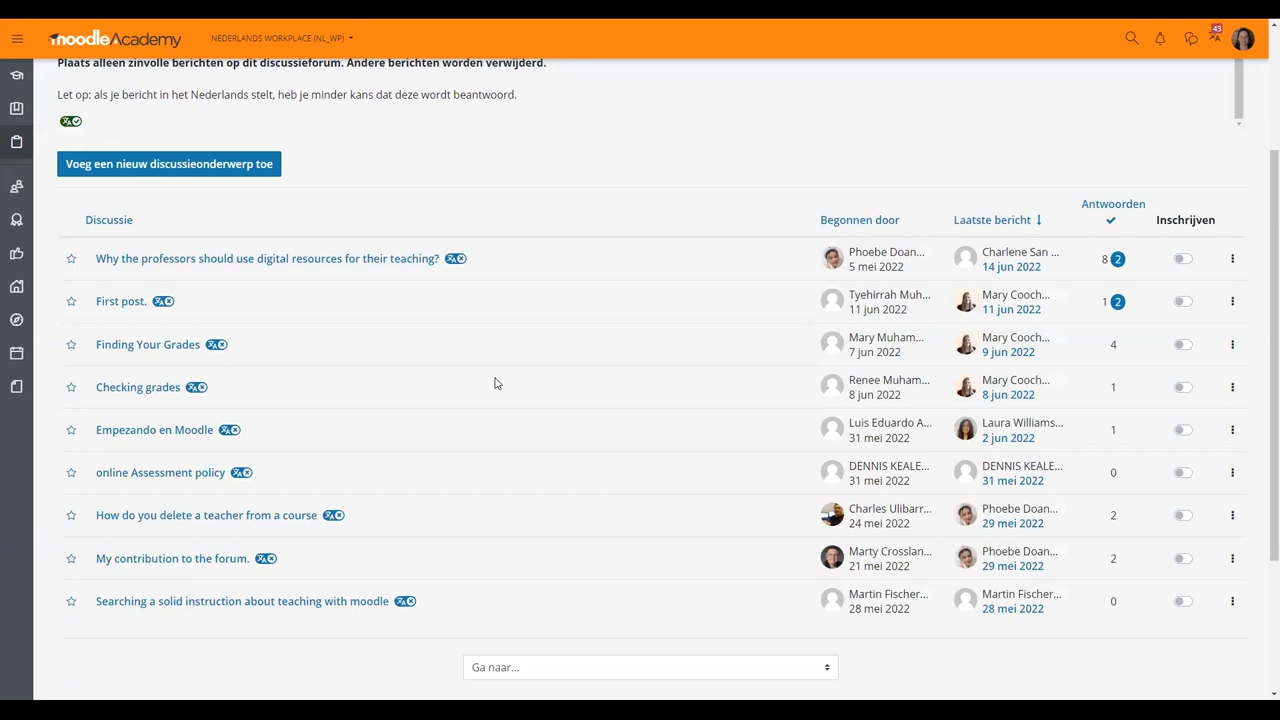 moodleAcademy
NEDERLANDS WORKPLACE (NL_WP)
43
Plaats alleen zinvolle berichten op dit discussieforum. Andere berichten worden verwijderd.
Let op: als je bericht in het Nederlands stelt, heb je minder kans dat deze wordt beantwoord.
Voeg een nieuw discussieonderwerp toe
Discussie Begonnen door Laatste bericht ↓ Antwoorden Inschrijven
Why the professors should use digital resources for their teaching? Phoebe Doan... Charlene San ... 8 2
5 mei 2022 14 jun 2022
First post. Tyehirrah Muh... Mary Cooch... 1 2
11 jun 2022 11 jun 2022
Finding Your Grades Mary Muham... Mary Cooch... 4
7 jun 2022 9 jun 2022
Checking grades Renee Muham... Mary Cooch... 1
8 jun 2022 8 jun 2022
Empezando en Moodle Luis Eduardo A... Laura Williams... 1
31 mei 2022 2 jun 2022
online Assessment policy DENNIS KEALE... DENNIS KEALE... 0
31 mei 2022 31 mei 2022
How do you delete a teacher from a course Charles Ulibarr... Phoebe Doan... 2
24 mei 2022 29 mei 2022
My contribution to the forum. Marty Crosslan... Phoebe Doan... 2
21 mei 2022 29 mei 2022
Searching a solid instruction about teaching with moodle Martin Fischer... Martin Fischer... 0
28 mei 2022 28 mei 2022
Ga naar...